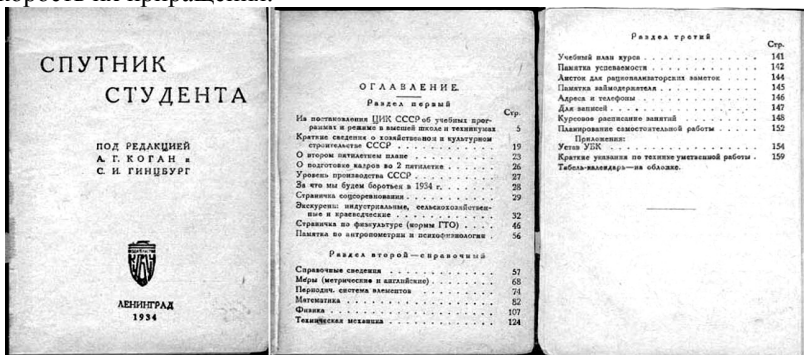 корость их приращения.
СПУТНИК
СТУДЕНТА
ПОД РЕДАКЦИЕЙ
А. Г. КОГАН и
С. И. ГИНЦБУРГ
ЛЕНИНГРАД
1934
ОГЛАВЛЕНИЕ.
Раздел первый
Стр.
Из постановления ЦИК СССР об учебных прог-
раммах и режиме в высшей школе и техникумах 5
Краткие сведения о хозяйственном и культурном
строительстве СССР . . . . . . . . . . . . 19
О втором пятилетнем плане . . . . . . . . . . 23
О подготовке кадров во 2 пятилетке . . . . . . . 26
Уровень производства СССР . . . . . . . . . . 27
За что мы будем бороться в 1934 г. . . . . . . . 28
Страничка соцсоревнования . . . . . . . . . . 29
Экскурсии: индустриальные, сельскохозяйствен-
ные и краеведческие . . . . . . . . . . . . 32
Страничка по физкультуре (нормы ГТО) . . . . . 46
Памятка по антропометрии и психофизиологии . 56
Раздел второй—справочный
Справочные сведения . . . . . . . . . . . . 57
Меры (метрические и английские) . . . . . . . . 68
Периодич. система элементов . . . . . . . . . 74
Математика . . . . . . . . . . . . . . . . 82
Физика . . . . . . . . . . . . . . . . . . 107
Техническая механика . . . . . . . . . . . . 124
Раздел третий
Стр.
Учебный план курса . . . . . . . . . . . . . 141
Памятка успеваемости . . . . . . . . . . . . 142
Листок для рационализаторских заметок . . . . 144
Памятка займодержателя . . . . . . . . . . . 145
Адреса и телефоны . . . . . . . . . . . . . 146
Для записей . . . . . . . . . . . . . . . . 147
Курсовое расписание занятий . . . . . . . . . 148
Планирование самостоятельной работы . . . . . 152
Приложения:
Устав УБК . . . . . . . . . . . . . . . . . 154
Краткие указания по технике умственной работы . 159
Табель-календарь—на обложке.